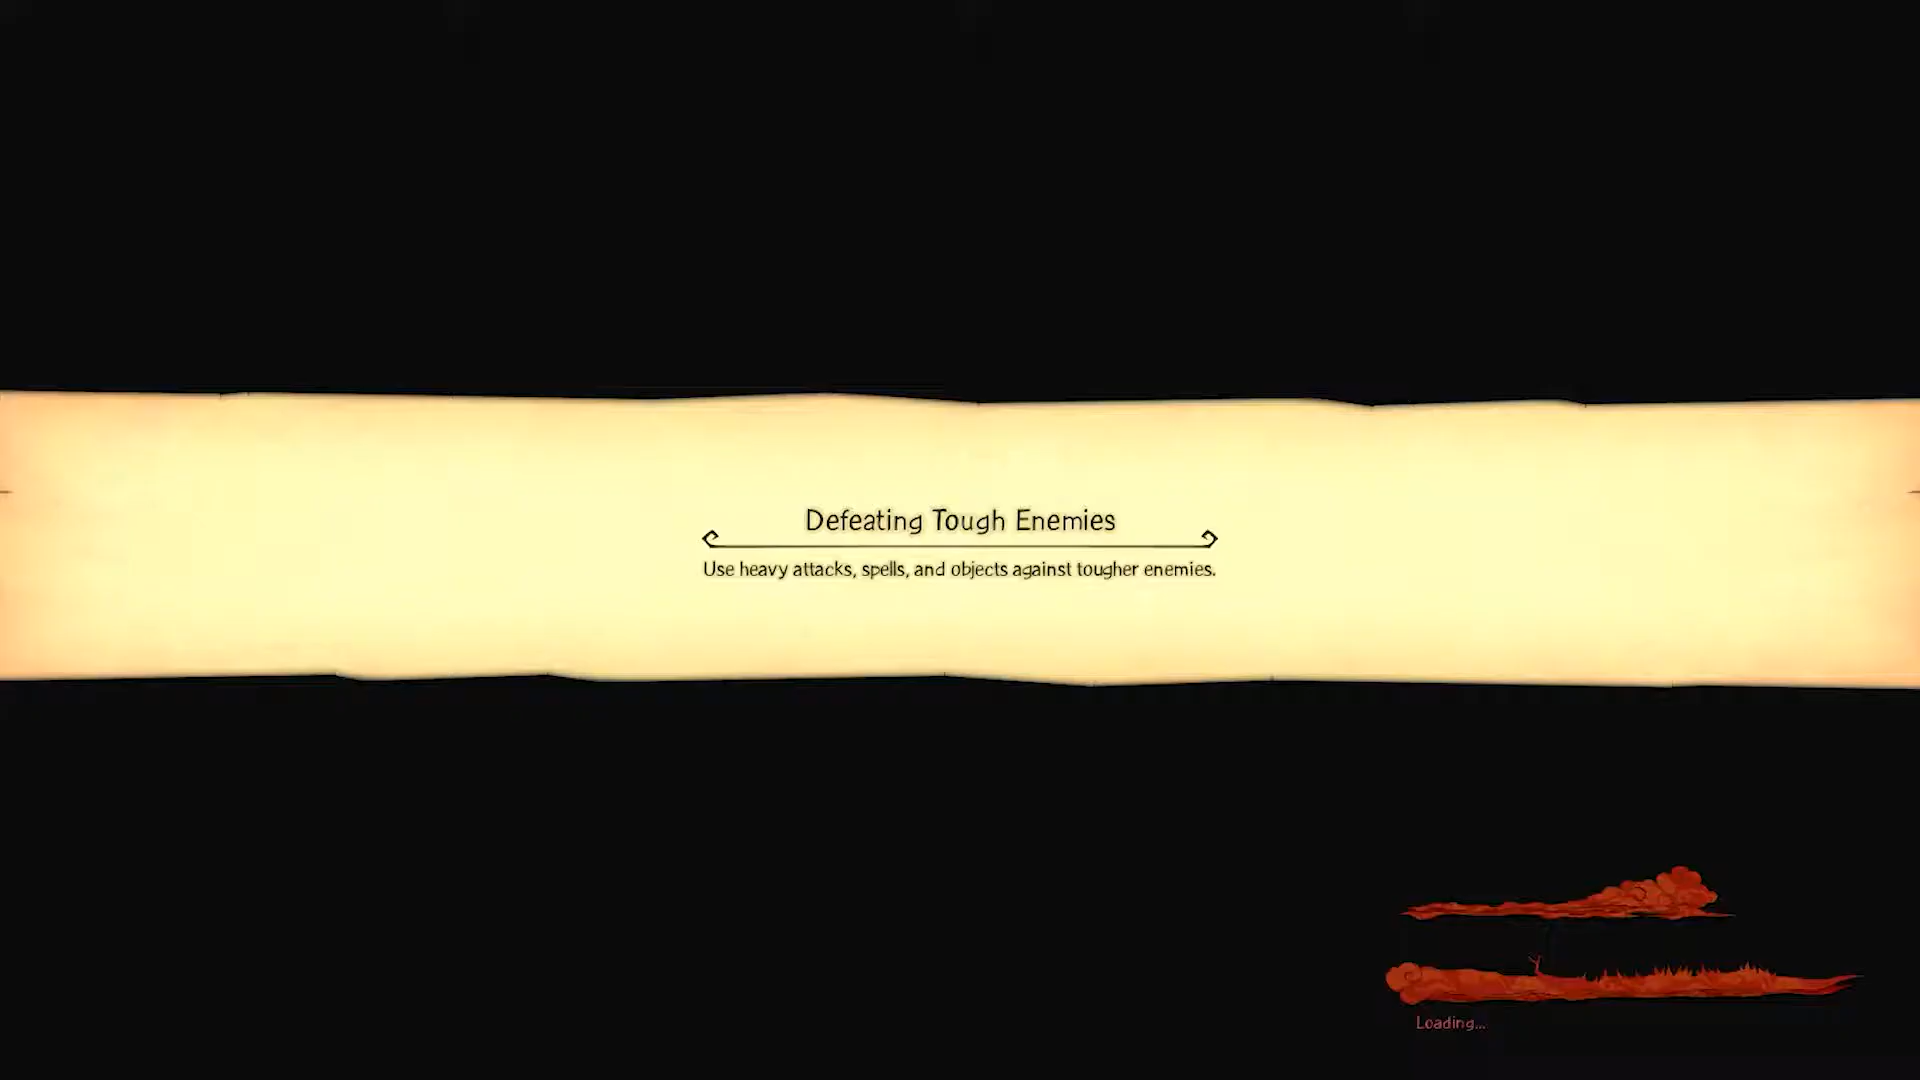 Defeating Tough Enemies
Use heavy attacks, spells, and objects against tougher enemies.
Loading...